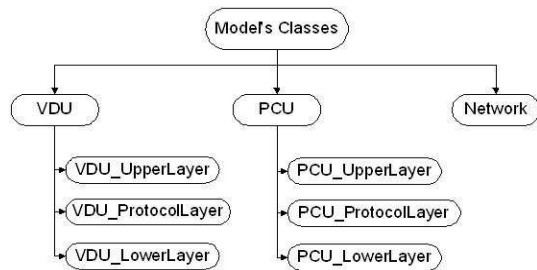 Model's Classes
VDU
PCU
Network
VDU_UpperLayer
PCU_UpperLayer
VDU_ProtocolLayer
PCU_ProtocolLayer
VDU_LowerLayer
PCU_LowerLayer